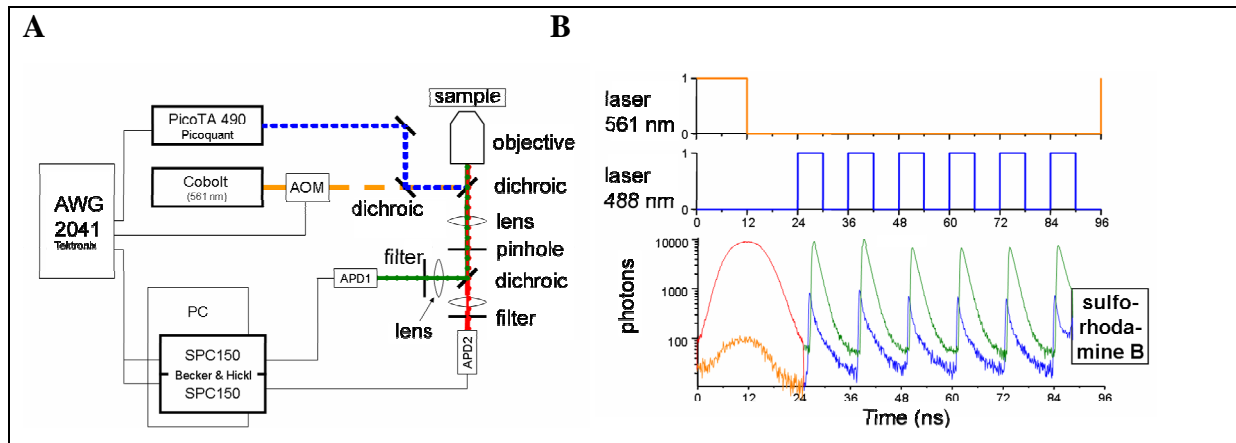 A
B
PicoTA 490
Picoquant
Cobolt
(561 nm)
AOM
AWG
2041
Tektronix
dichroic
sample
objective
dichroic
lens
pinhole
filter
dichroic
APD1
lens
filter
APD2
PC
SPC150
Becker & Hickl
SPC150
laser
561 nm
1
0
laser
488 nm
1
0
0 12 24 36 48 60 72 84 96
photons
10000
1000
100
sulfo-
rhoda-
mine B
0 12 24 36 48 60 72 84 96
Time (ns)